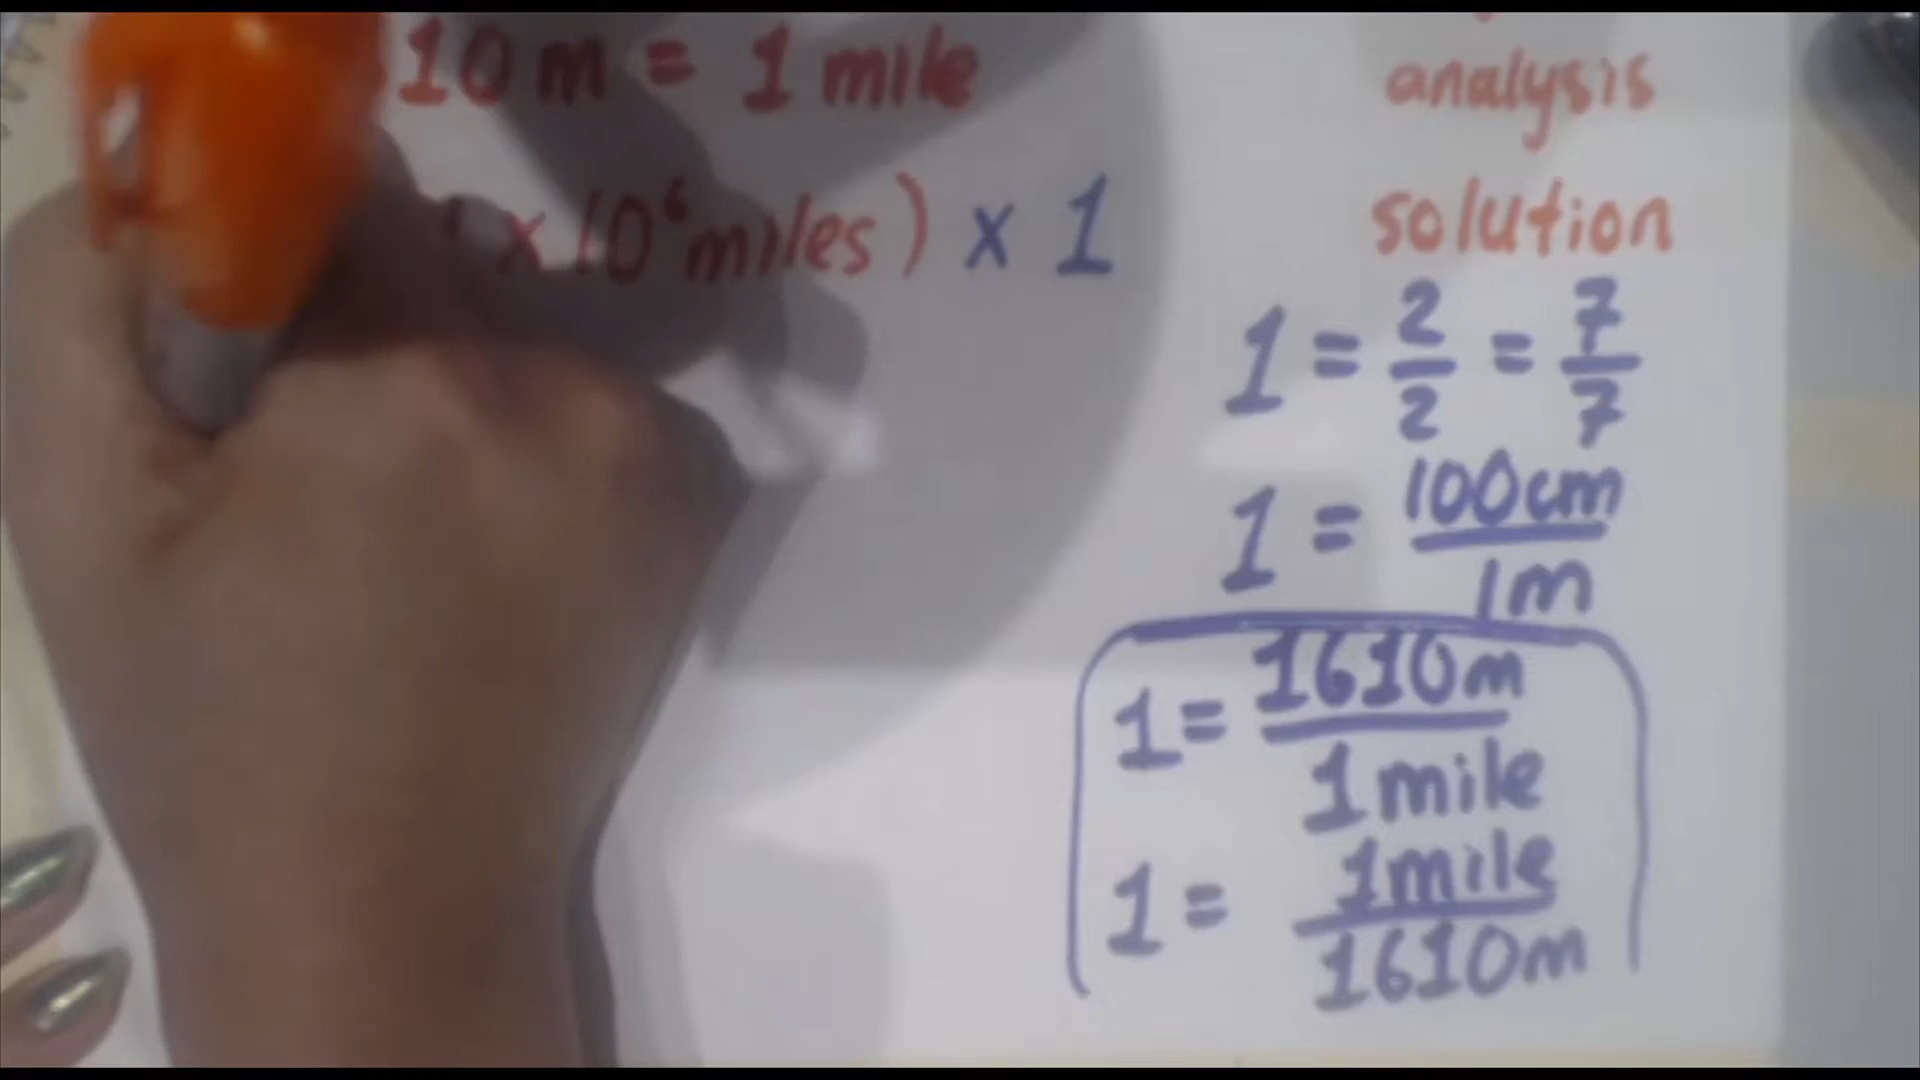 10 m = 1 mile
x 10⁶ miles) x 1
analysis
solution
1 = 2/2 = 7/7
1 = 100cm/1m
1 = 1610m/1mile
1 = 1mile/1610m